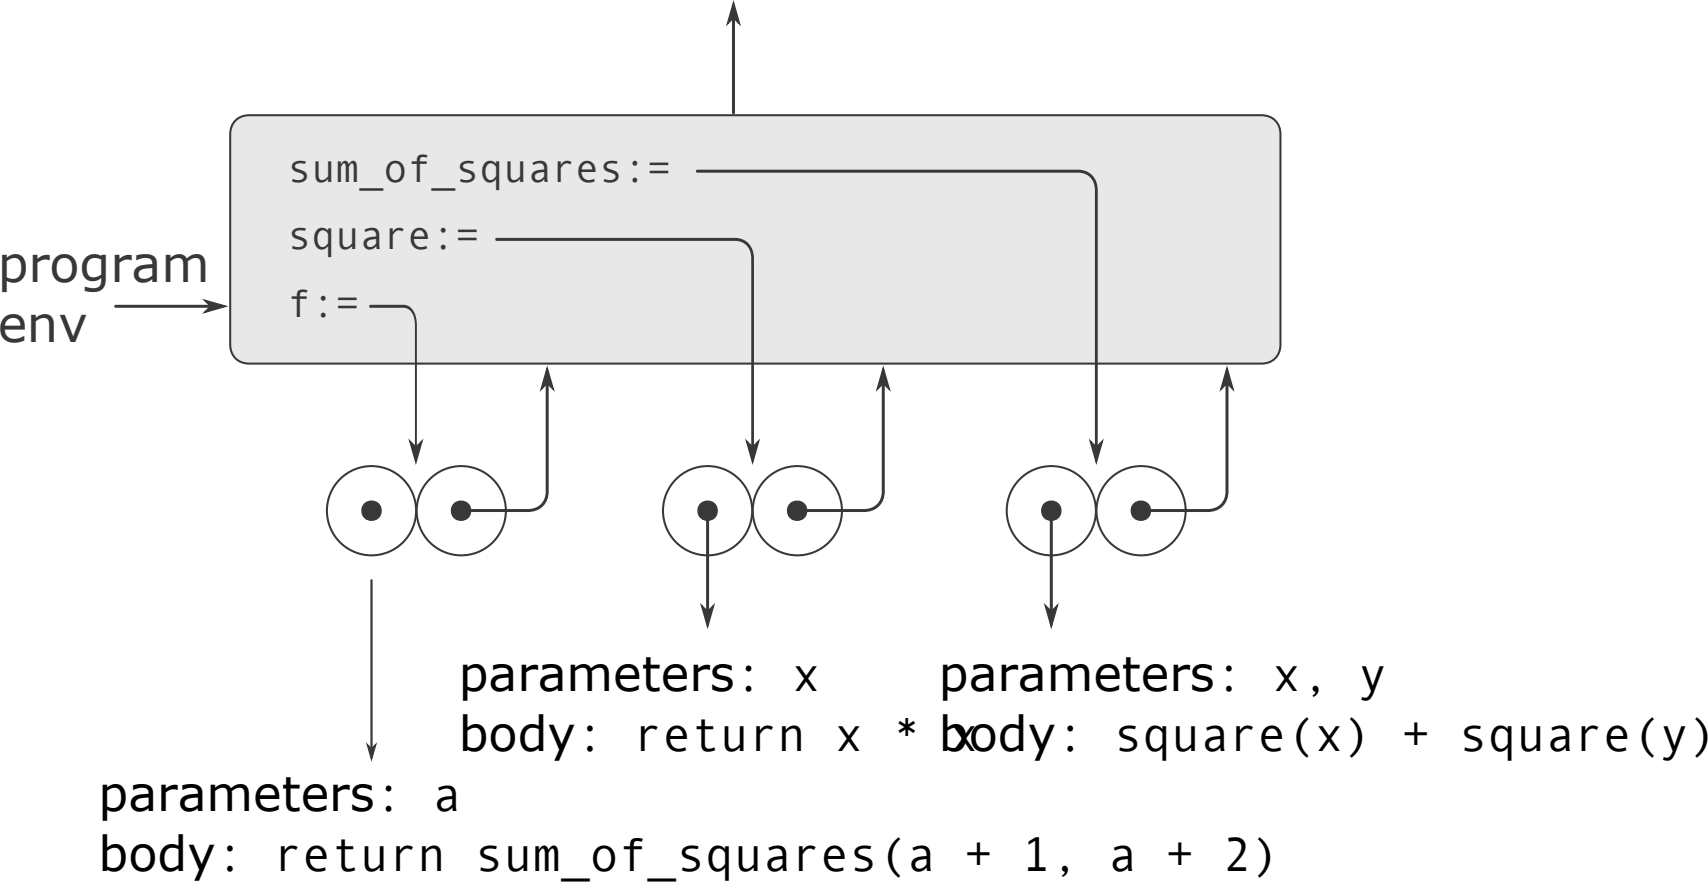 sum_of_squares:=
square:=
f:=
program
env
parameters: x
body: return x * x
parameters: x, y
body: square(x) + square(y)
parameters: a
body: return sum_of_squares(a + 1, a + 2)